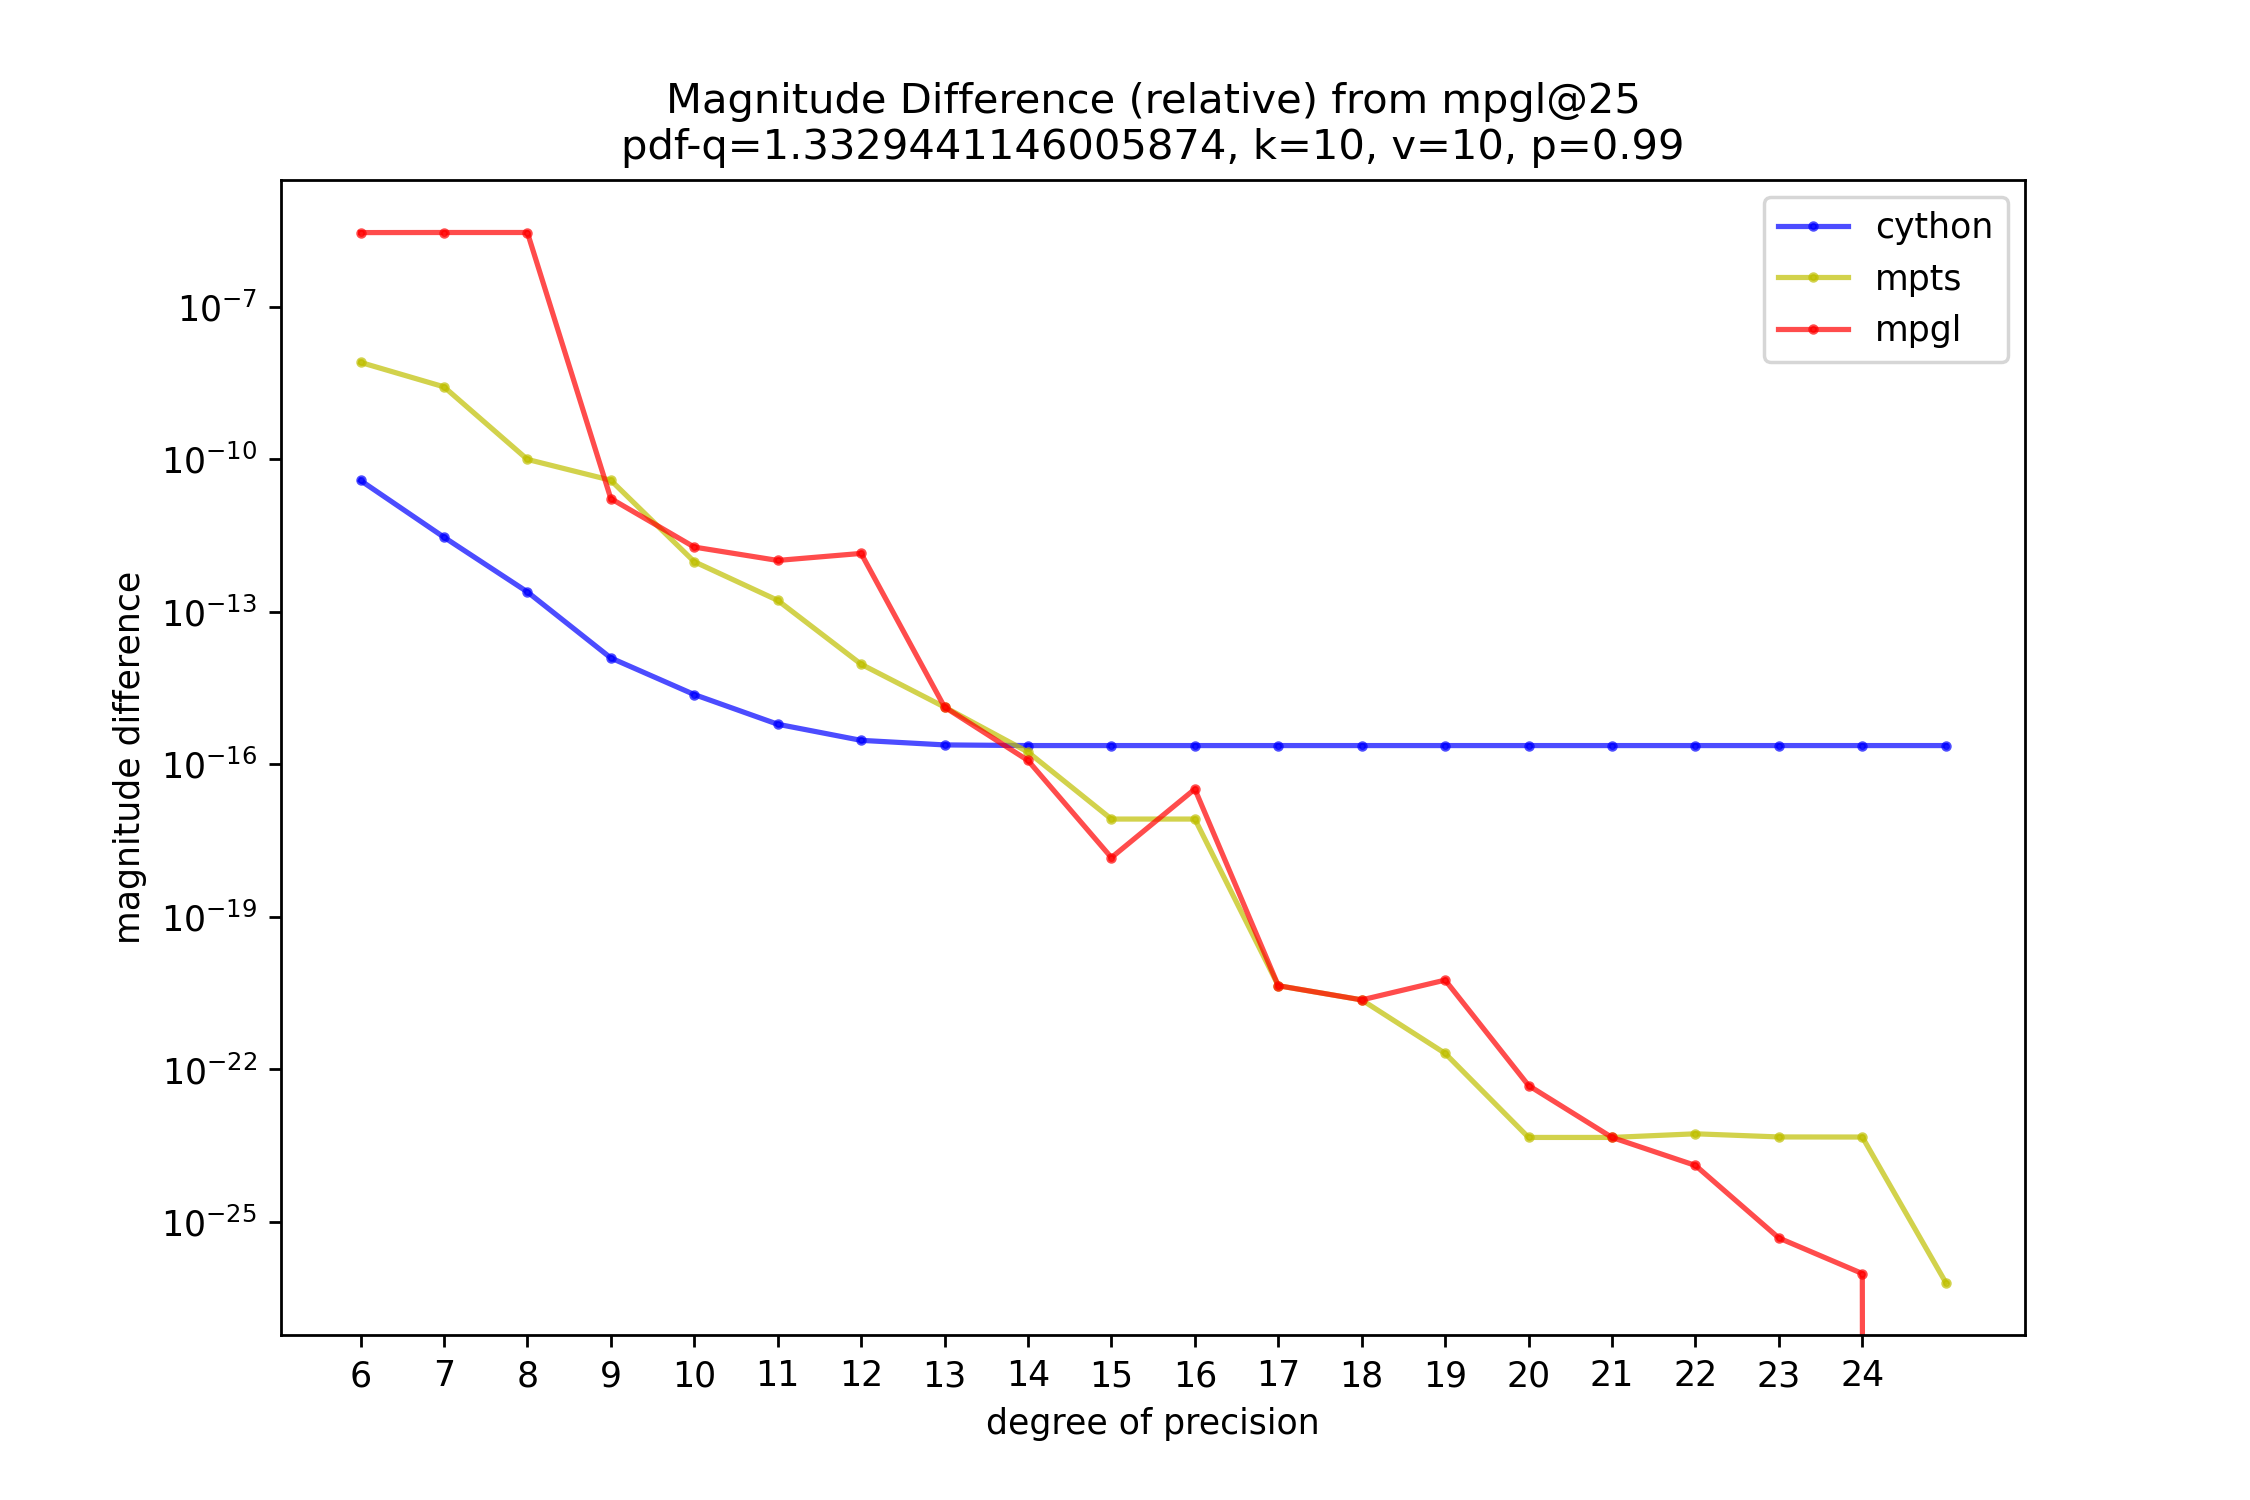 Magnitude Difference (relative) from mpgl@25
pdf-q=1.3329441146005874, k=10, v=10, p=0.99
cython
mpts
mpgl
magnitude difference
10⁻⁷
10⁻¹⁰
10⁻¹³
10⁻¹⁶
10⁻¹⁹
10⁻²²
10⁻²⁵
6 7 8 9 10 11 12 13 14 15 16 17 18 19 20 21 22 23 24
degree of precision